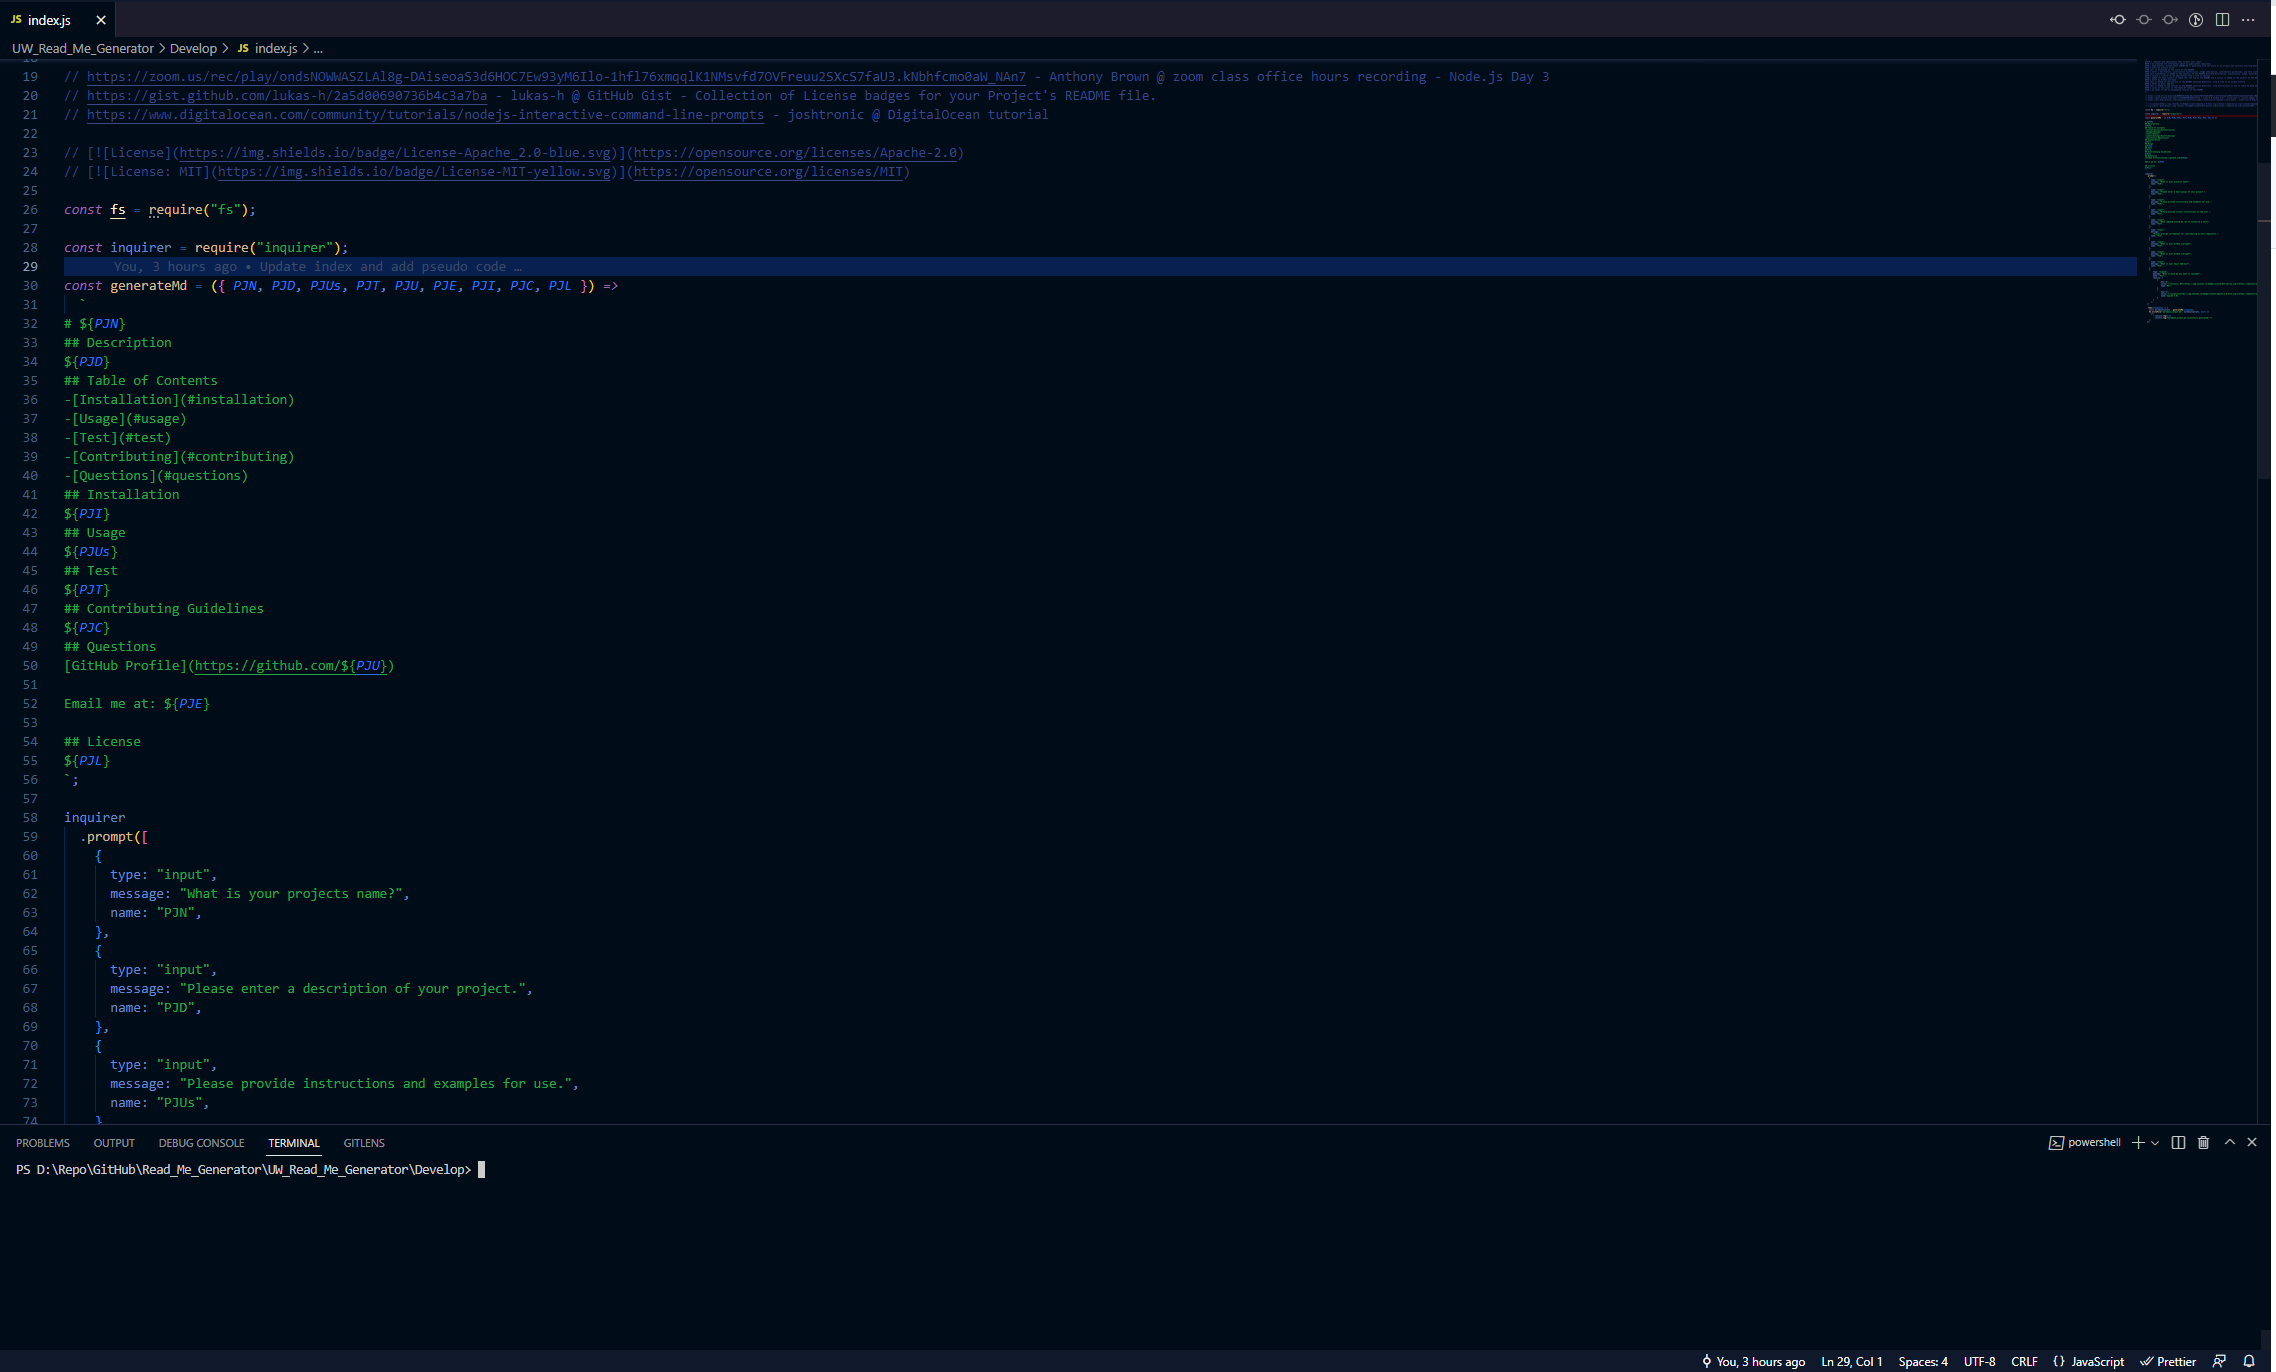 JS index.js
UW_Read_Me_Generator > Develop > JS index.js > ...
19 // https://zoom.us/rec/play/ondsNOWWASZLAl8g-DAiseoaS3d6HOC7Ew93yM6Ilo-1hfl76xmqqlK1NMsvfd7OVFreuu2SXcS7faU3.kNbhfcmo0aW_NAn7 - Anthony Brown @ zoom class office hours recording - Node.js Day 3
20 // https://gist.github.com/lukas-h/2a5d00690736b4c3a7ba - lukas-h @ GitHub Gist - Collection of License badges for your Project's README file.
21 // https://www.digitalocean.com/community/tutorials/nodejs-interactive-command-line-prompts - joshtronic @ DigitalOcean tutorial
22
23 // [![License](https://img.shields.io/badge/License-Apache_2.0-blue.svg)](https://opensource.org/licenses/Apache-2.0)
24 // [![License: MIT](https://img.shields.io/badge/License-MIT-yellow.svg)](https://opensource.org/licenses/MIT)
25
26 const fs = require("fs");
27
28 const inquirer = require("inquirer");
29 You, 3 hours ago • Update index and add pseudo code …
30 const generateMd = ({ PJN, PJD, PJUs, PJT, PJU, PJE, PJI, PJC, PJL }) =>
31 `
32 # ${PJN}
33 ## Description
34 ${PJD}
35 ## Table of Contents
36 -[Installation](#installation)
37 -[Usage](#usage)
38 -[Test](#test)
39 -[Contributing](#contributing)
40 -[Questions](#questions)
41 ## Installation
42 ${PJI}
43 ## Usage
44 ${PJUs}
45 ## Test
46 ${PJT}
47 ## Contributing Guidelines
48 ${PJC}
49 ## Questions
50 [GitHub Profile](https://github.com/${PJU})
51
52 Email me at: ${PJE}
53
54 ## License
55 ${PJL}
56 `;
57
58 inquirer
59 .prompt([
60 {
61 type: "input",
62 message: "What is your projects name?",
63 name: "PJN",
64 },
65 {
66 type: "input",
67 message: "Please enter a description of your project.",
68 name: "PJD",
69 },
70 {
71 type: "input",
72 message: "Please provide instructions and examples for use.",
73 name: "PJUs",
74 }
PROBLEMS OUTPUT DEBUG CONSOLE TERMINAL GITLENS powershell
PS D:\Repo\GitHub\Read_Me_Generator\UW_Read_Me_Generator\Develop>
You, 3 hours ago Ln 29, Col 1 Spaces: 4 UTF-8 CRLF {} JavaScript Prettier